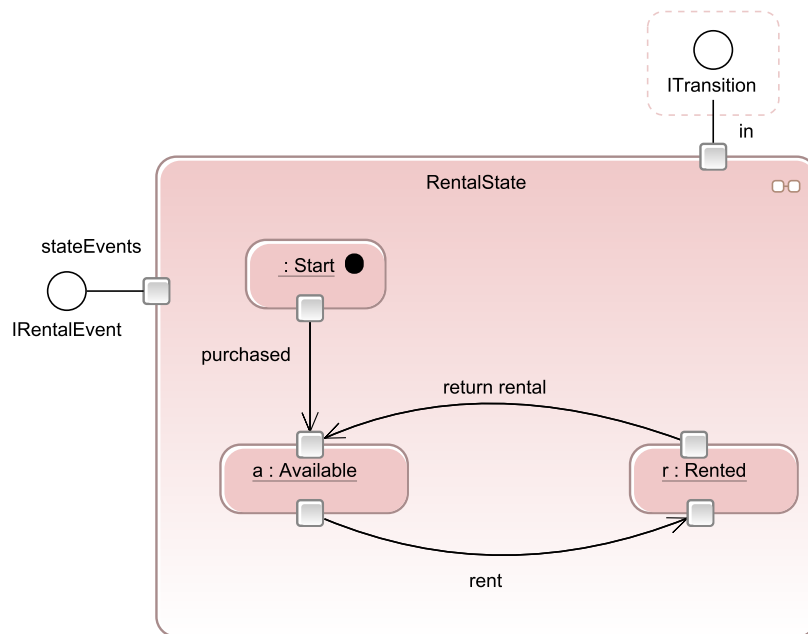 ITransition
in
RentalState
stateEvents
: Start
IRentalEvent
purchased
return rental
a : Available
r : Rented
rent